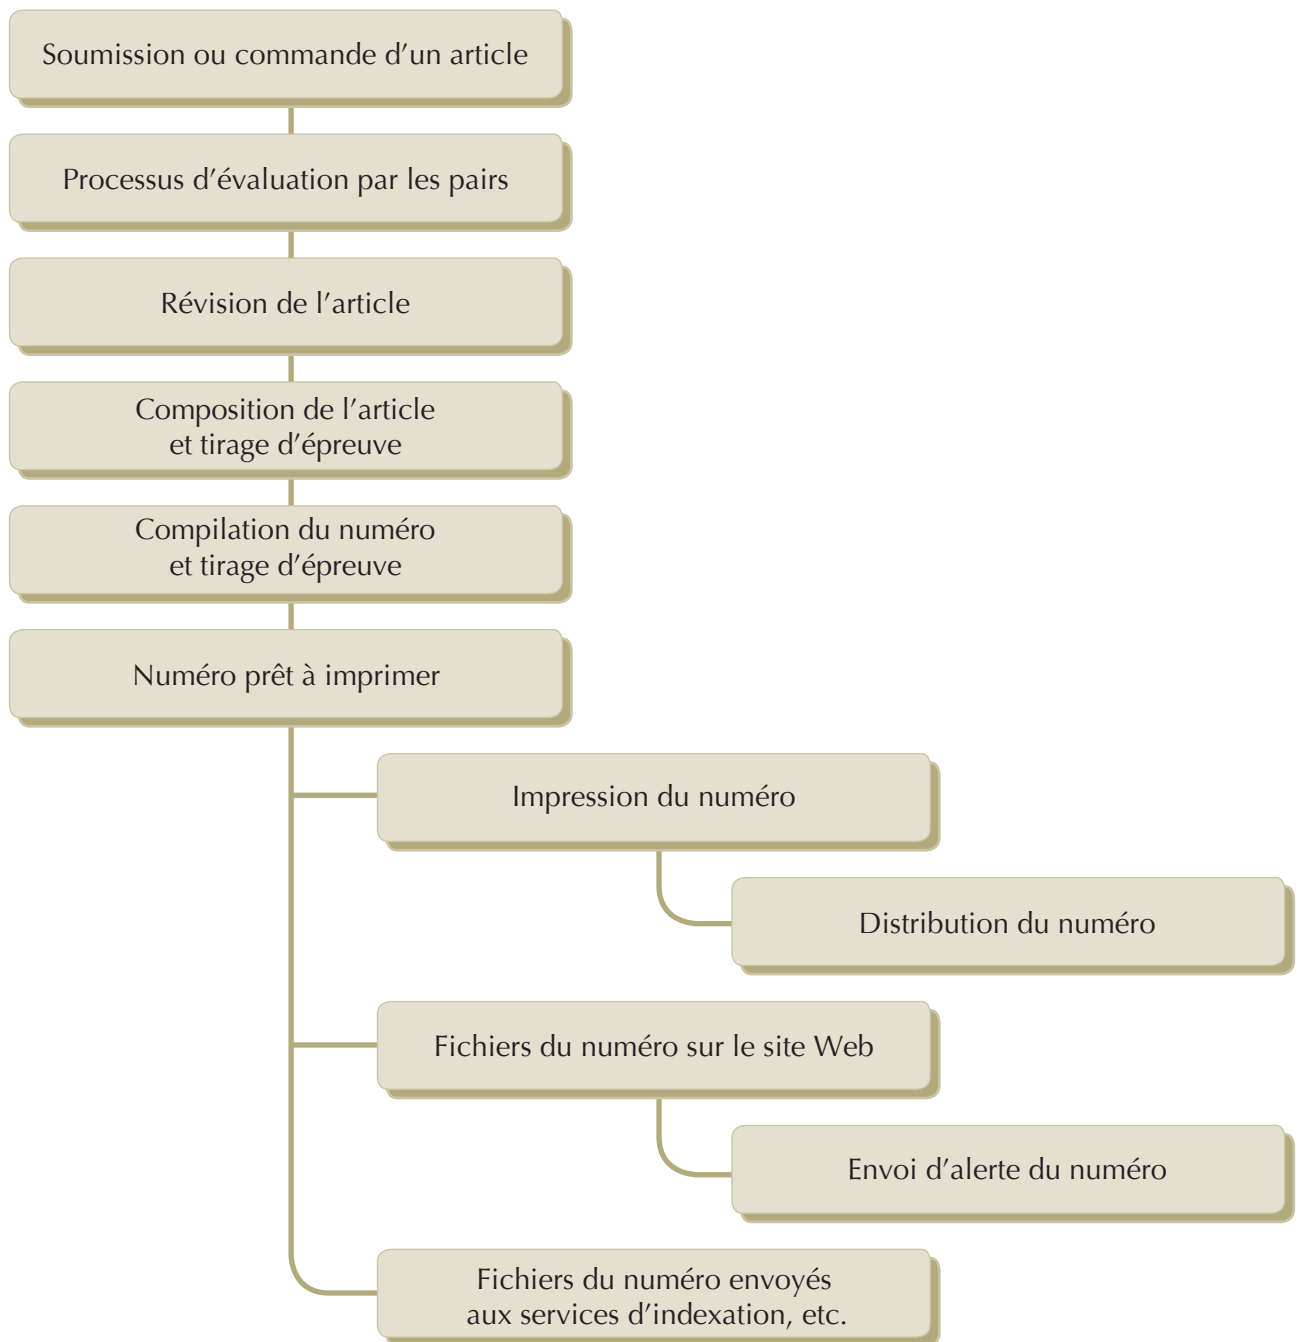 Soumission ou commande d’un article
Processus d’évaluation par les pairs
Révision de l’article
Composition de l’article
et tirage d’épreuve
Compilation du numéro
et tirage d’épreuve
Numéro prêt à imprimer
Impression du numéro
Distribution du numéro
Fichiers du numéro sur le site Web
Envoi d’alerte du numéro
Fichiers du numéro envoyés
aux services d’indexation, etc.